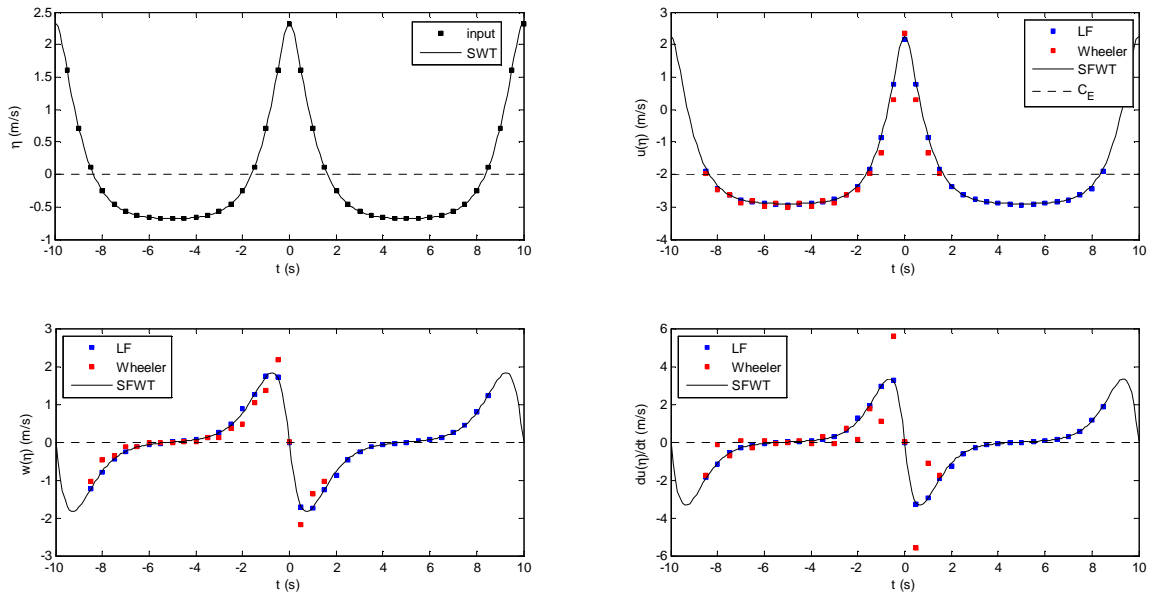 2.5
2
1.5
1
0.5
0
-0.5
-1
η (m/s)
-10 -8 -6 -4 -2 0 2 4 6 8 10
t (s)
input
SWT
3
2
1
0
-1
-2
-3
-4
u(η) (m/s)
-10 -8 -6 -4 -2 0 2 4 6 8 10
t (s)
LF
Wheeler
SFWT
C_E
3
2
1
0
-1
-2
-3
w(η) (m/s)
-10 -8 -6 -4 -2 0 2 4 6 8 10
t (s)
LF
Wheeler
SFWT
6
4
2
0
-2
-4
-6
du(η)/dt (m/s)
-10 -8 -6 -4 -2 0 2 4 6 8 10
t (s)
LF
Wheeler
SFWT